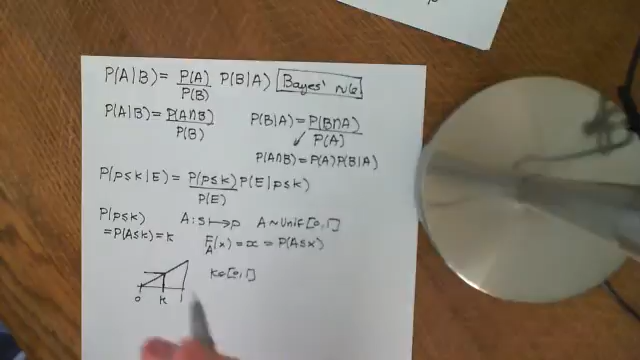 P(A|B) = P(A)/P(B) P(B|A) Bayes' rule
P(A|B) = P(A∩B)/P(B)
P(B|A) = P(B∩A)/P(A)
P(A∩B) = P(A)P(B|A)
P(p≤k|E) = P(p≤k)/P(E) P(E|p≤k)
P(p≤k) A: S↦p A~Unif[0,1]
= P(A≤k) = k F_A(x) = x = P(A≤x)
k∈[0,1]
0 k 1